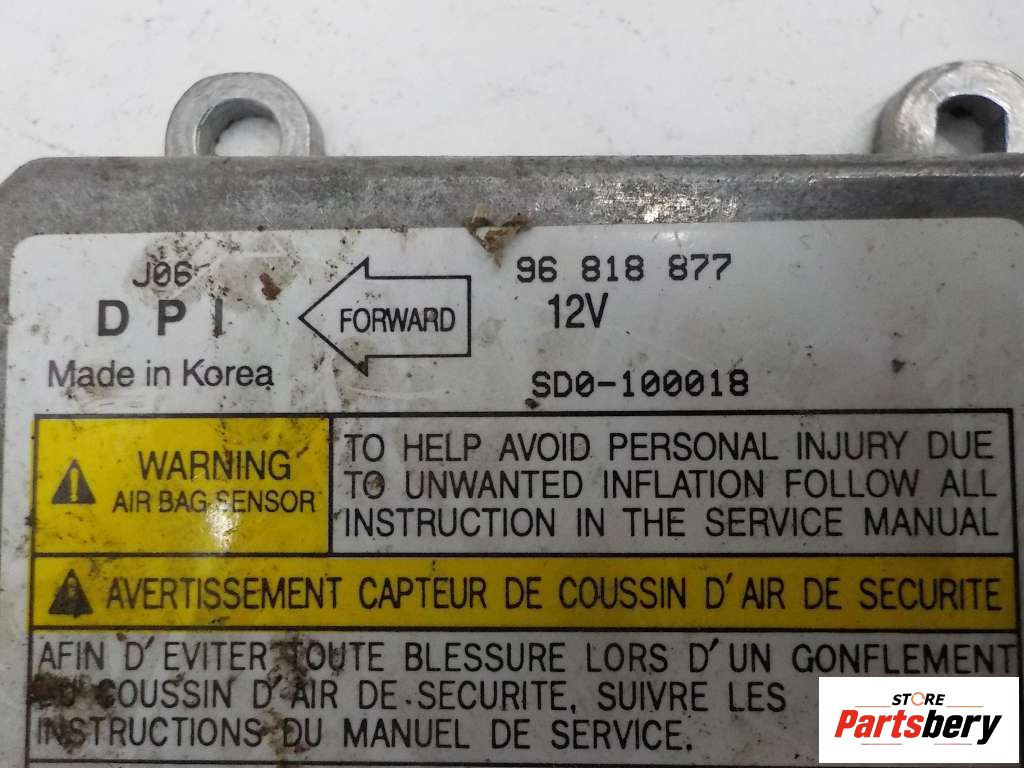 J06
96 818 877
D P I
FORWARD
12V
Made in Korea
SD0-100018
WARNING
AIR BAG SENSOR
TO HELP AVOID PERSONAL INJURY DUE
TO UNWANTED INFLATION FOLLOW ALL
INSTRUCTION IN THE SERVICE MANUAL
AVERTISSEMENT CAPTEUR DE COUSSIN D'AIR DE SECURITE
AFIN D'EVITER TOUTE BLESSURE LORS D'UN GONFLEMENT
COUSSIN D'AIR DE SECURITE, SUIVRE LES
INSTRUCTIONS DU MANUEL DE SERVICE.
STORE
Partsbery